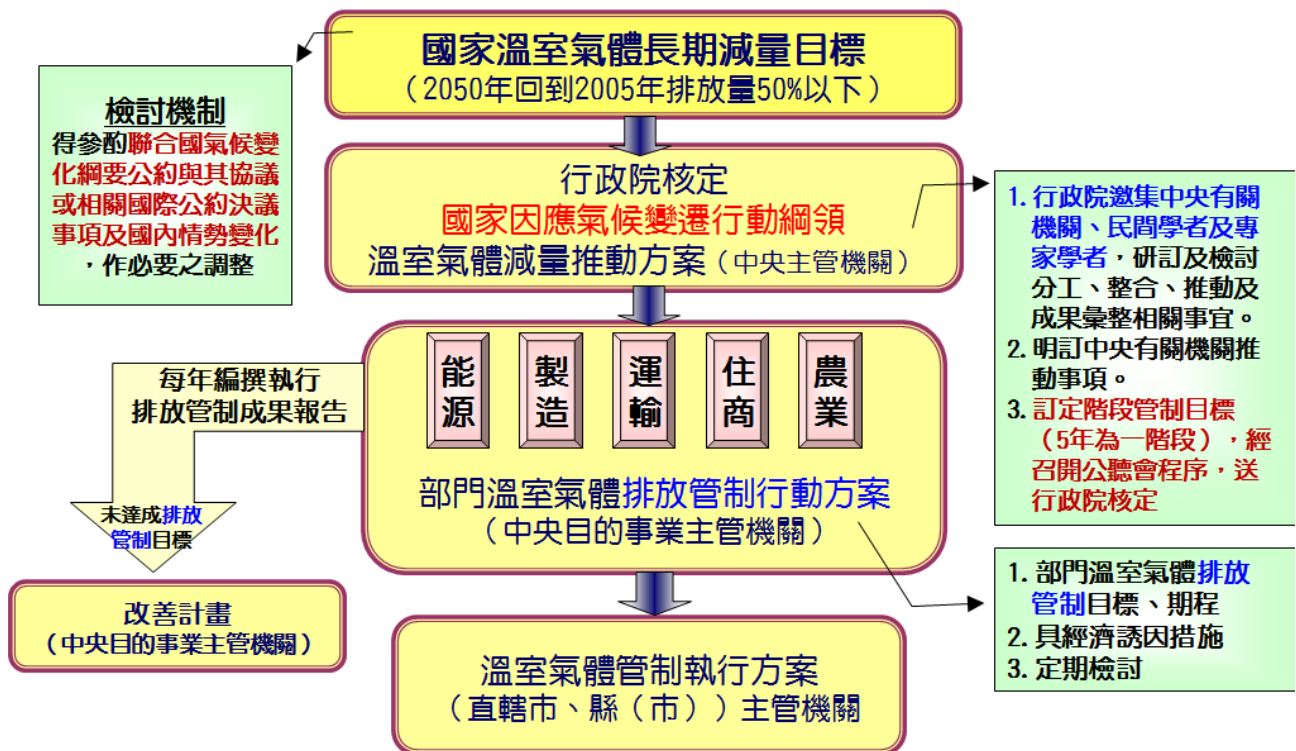 國家溫室氣體長期減量目標
（2050年回到2005年排放量50%以下）
檢討機制
得參酌聯合國氣候變
化綱要公約與其協議
或相關國際公約決議
事項及國內情勢變化
，作必要之調整
行政院核定
國家因應氣候變遷行動綱領
溫室氣體減量推動方案（中央主管機關）
1. 行政院邀集中央有關
機關、民間學者及專
家學者，研訂及檢討
分工、整合、推動及
成果彙整相關事宜。
2. 明訂中央有關機關推
動事項。
3. 訂定階段管制目標
（5年為一階段），經
召開公聽會程序，送
行政院核定
能源
製造
運輸
住商
農業
部門溫室氣體排放管制行動方案
（中央目的事業主管機關）
每年編撰執行
排放管制成果報告
未達成排放
管制目標
改善計畫
（中央目的事業主管機關）
1. 部門溫室氣體排放
管制目標、期程
2. 具經濟誘因措施
3. 定期檢討
溫室氣體管制執行方案
（直轄市、縣（市））主管機關